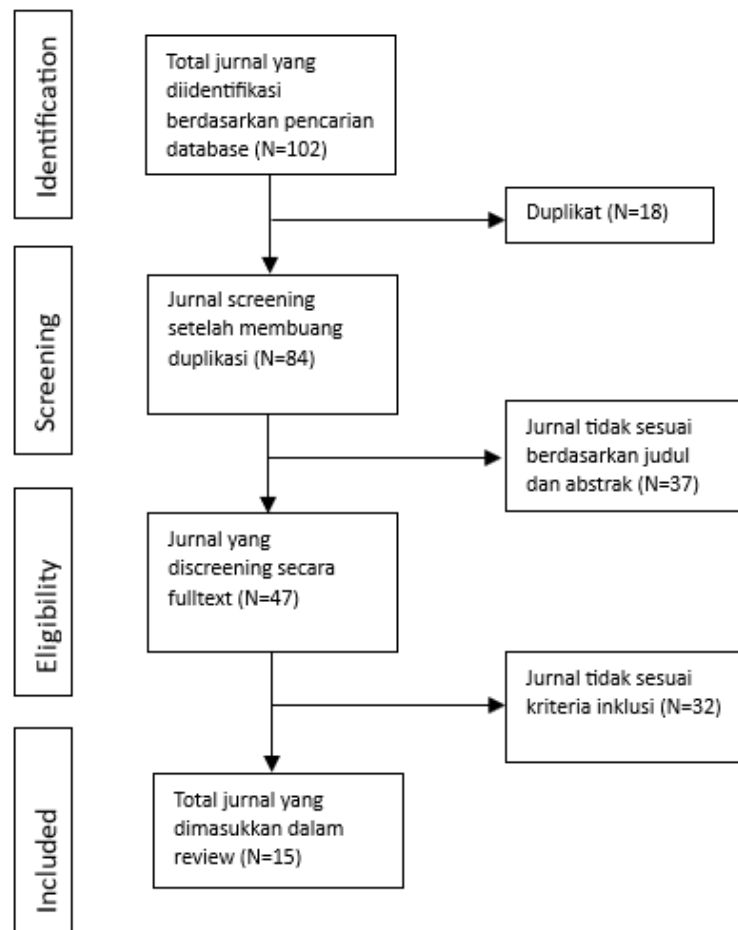 Identification
Total jurnal yang
diidentifikasi
berdasarkan pencarian
database (N=102)
Duplikat (N=18)
Screening
Jurnal screening
setelah membuang
duplikasi (N=84)
Jurnal tidak sesuai
berdasarkan judul
dan abstrak (N=37)
Eligibility
Jurnal yang
discreening secara
fulltext (N=47)
Jurnal tidak sesuai
kriteria inklusi (N=32)
Included
Total jurnal yang
dimasukkan dalam
review (N=15)